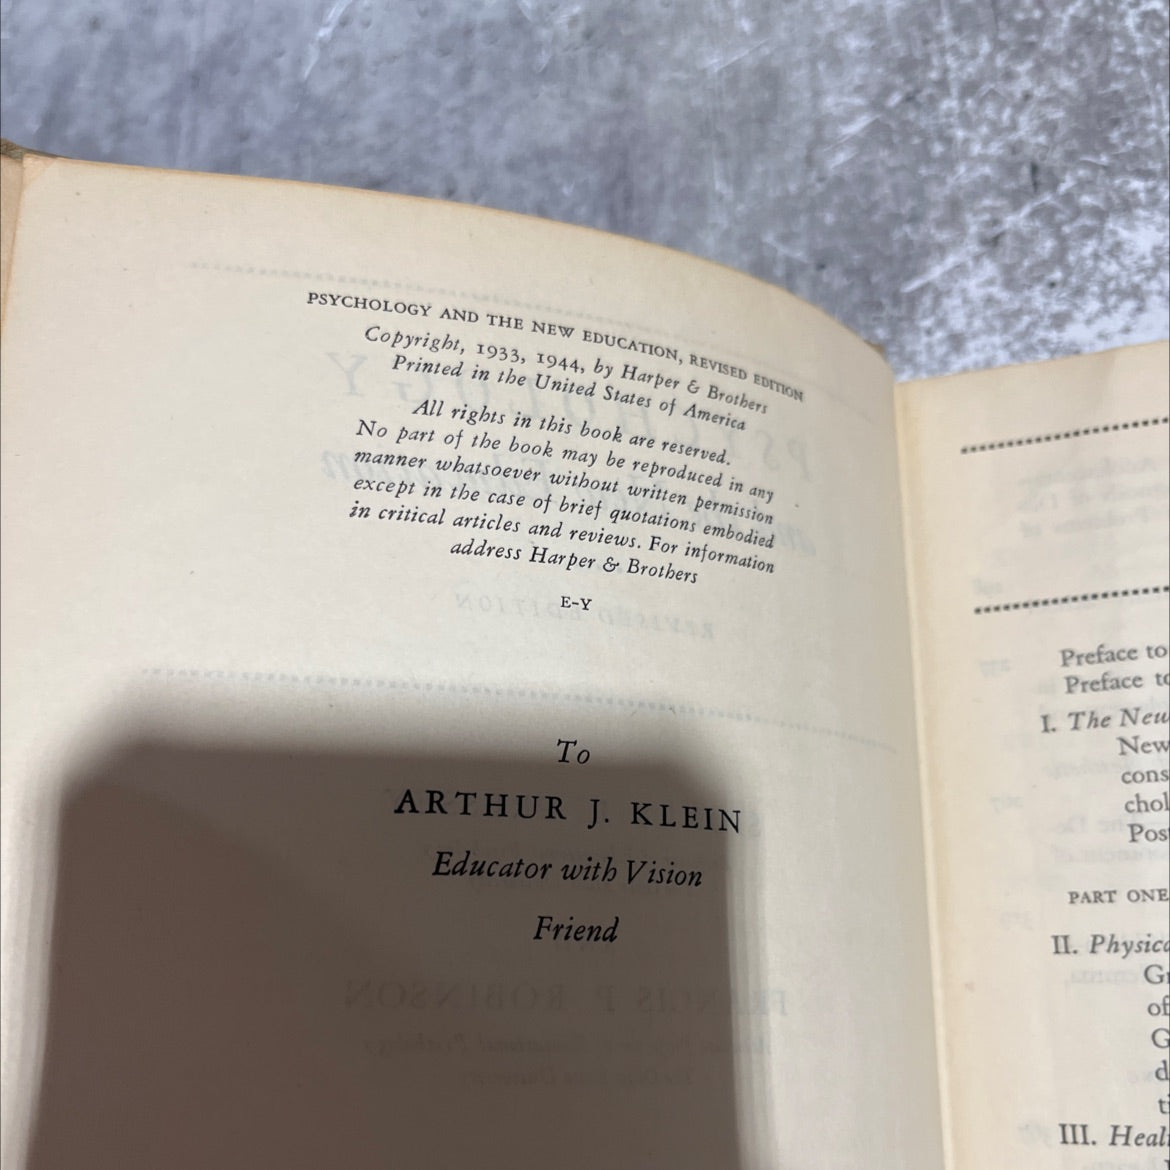 PSYCHOLOGY AND THE NEW EDUCATION, REVISED EDITION
Copyright, 1933, 1944, by Harper & Brothers
Printed in the United States of America
All rights in this book are reserved.
No part of the book may be reproduced in any
manner whatsoever without written permission
except in the case of brief quotations embodied
in critical articles and reviews. For information
address Harper & Brothers
E-Y
To
ARTHUR J. KLEIN
Educator with Vision
Friend
Preface to
Preface to
I. The New
New
cons
chol
Pos
PART ONE
II. Physica
G
of
G
d
ti
III. Heal